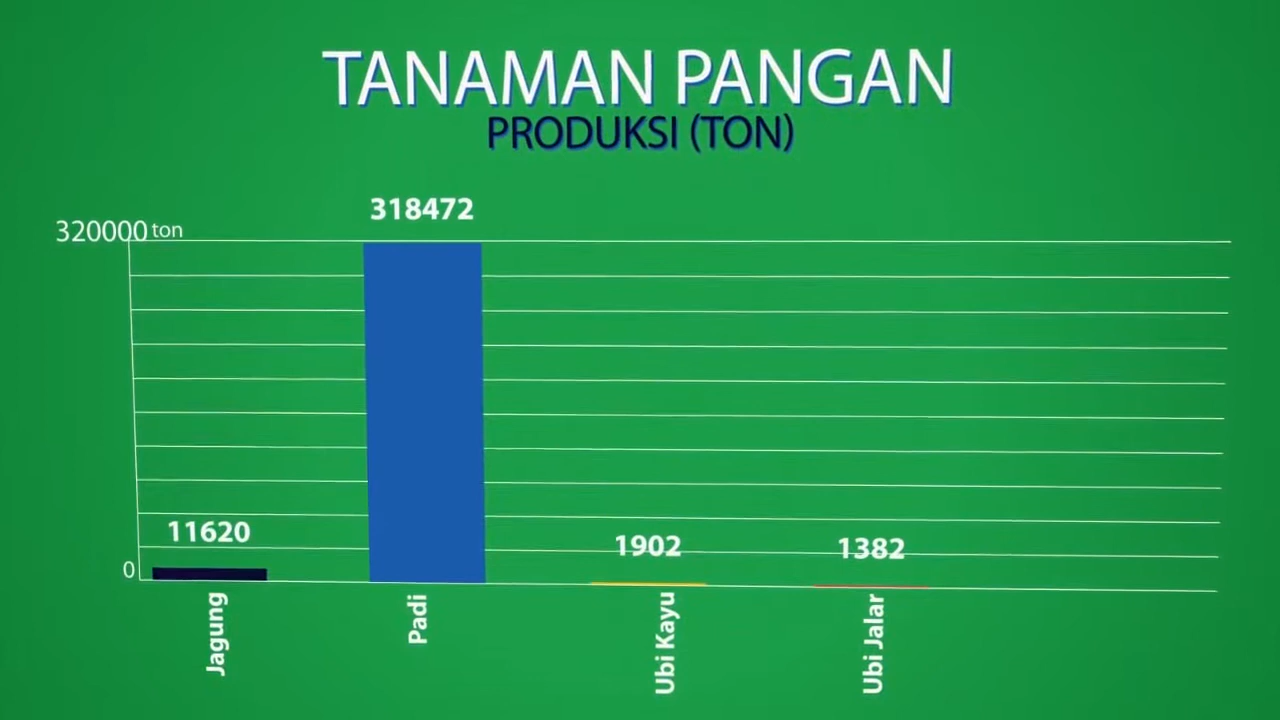 TANAMAN PANGAN
PRODUKSI (TON)
318472
320000 ton
11620
1902
1382
0
Jagung
Padi
Ubi Kayu
Ubi Jalar